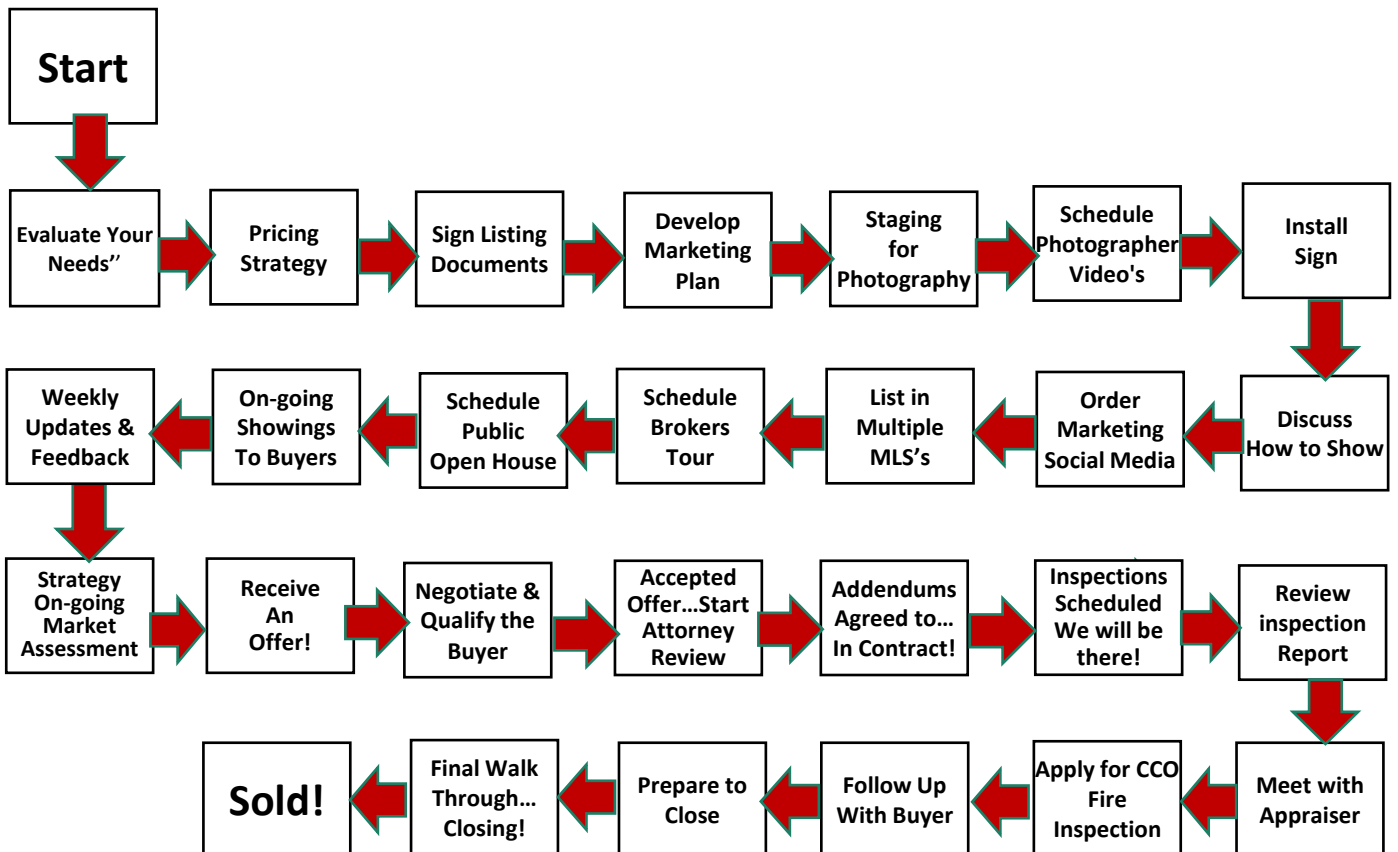 Start
Evaluate Your
Needs’’
Pricing
Strategy
Sign Listing
Documents
Develop
Marketing
Plan
Staging
for
Photography
Schedule
Photographer
Video's
Install
Sign
Discuss
How to Show
Order
Marketing
Social Media
List in
Multiple
MLS’s
Schedule
Brokers
Tour
Schedule
Public
Open House
On-going
Showings
To Buyers
Weekly
Updates &
Feedback
Strategy
On-going
Market
Assessment
Receive
An
Offer!
Negotiate &
Qualify the
Buyer
Accepted
Offer…Start
Attorney
Review
Addendums
Agreed to…
In Contract!
Inspections
Scheduled
We will be
there!
Review
inspection
Report
Meet with
Appraiser
Apply for CCO
Fire
Inspection
Follow Up
With Buyer
Prepare to
Close
Final Walk
Through…
Closing!
Sold!